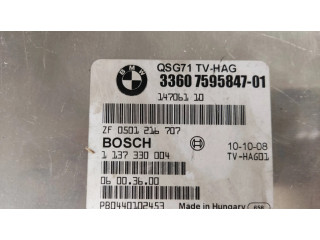 BMW
QSG71 TV-HAG
3360 7595847-01
147061 10
ZF 0501 216 707
BOSCH
10-10-08
1 137 330 004
TV-HAG01
06 00.36.00
PB0440102453
Made in Hungary